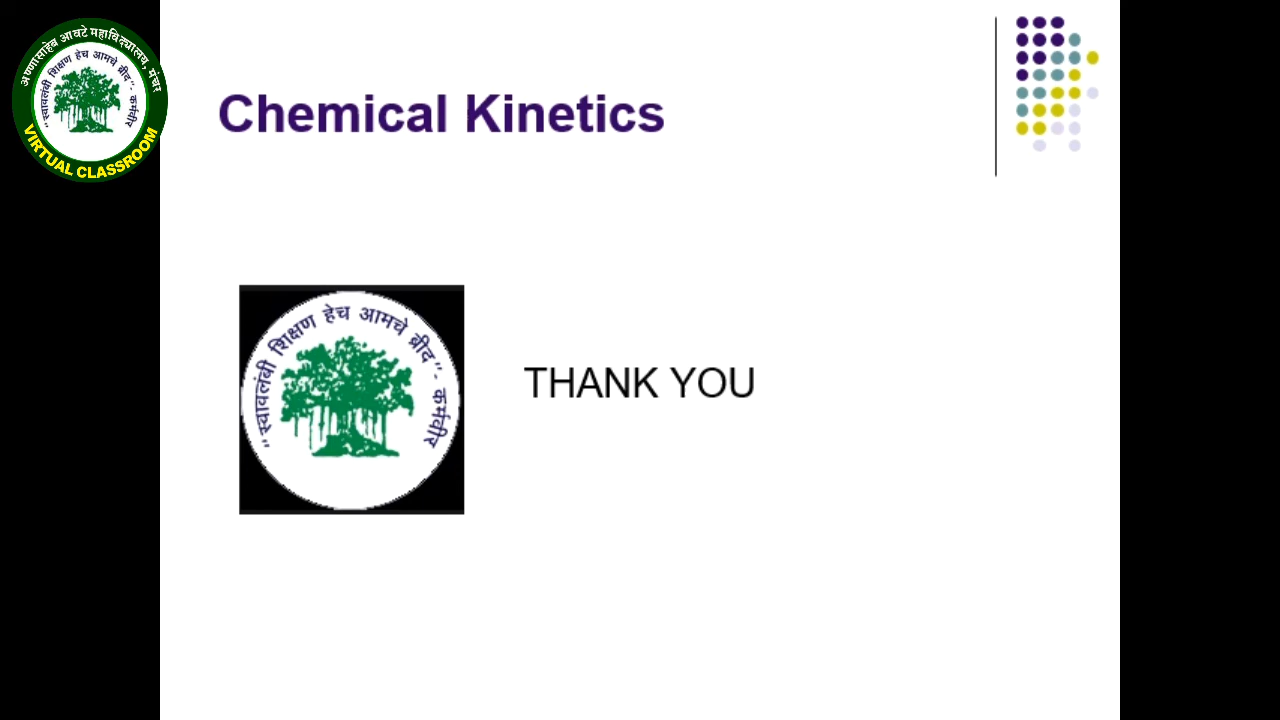 अण्णासाहेब आवटे महाविद्यालय, मंचर
"स्वावलंबी शिक्षण हेच आमचे ब्रीद" - कर्मवीर
VIRTUAL CLASSROOM
Chemical Kinetics
"स्वावलंबी शिक्षण हेच आमचे ब्रीद" - कर्मवीर
THANK YOU